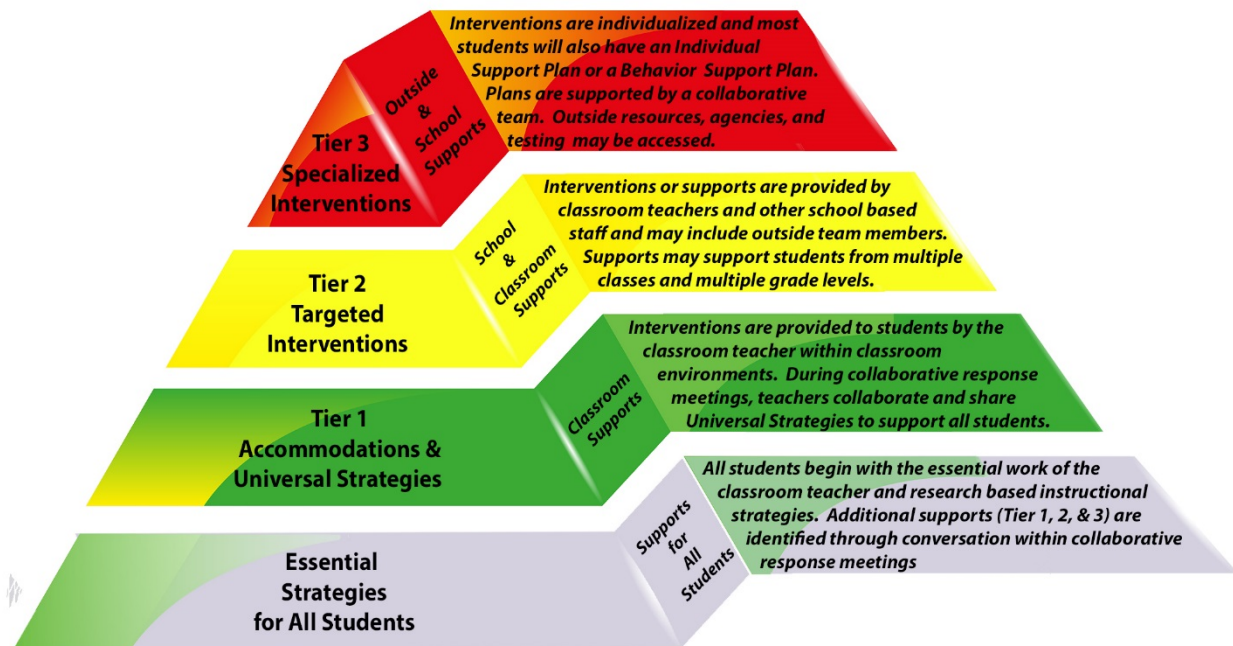 Tier 3
Specialized
Interventions
Outside
&
School
Supports
Interventions are individualized and most
students will also have an Individual
Support Plan or a Behavior Support Plan.
Plans are supported by a collaborative
team. Outside resources, agencies, and
testing may be accessed.
Tier 2
Targeted
Interventions
School
&
Classroom
Supports
Interventions or supports are provided by
classroom teachers and other school based
staff and may include outside team members.
Supports may support students from multiple
classes and multiple grade levels.
Tier 1
Accommodations &
Universal Strategies
Classroom
Supports
Interventions are provided to students by the
classroom teacher within classroom
environments. During collaborative response
meetings, teachers collaborate and share
Universal Strategies to support all students.
Essential
Strategies
for All Students
Supports
for
All
Students
All students begin with the essential work of the
classroom teacher and research based instructional
strategies. Additional supports (Tier 1, 2, & 3) are
identified through conversation within collaborative
response meetings